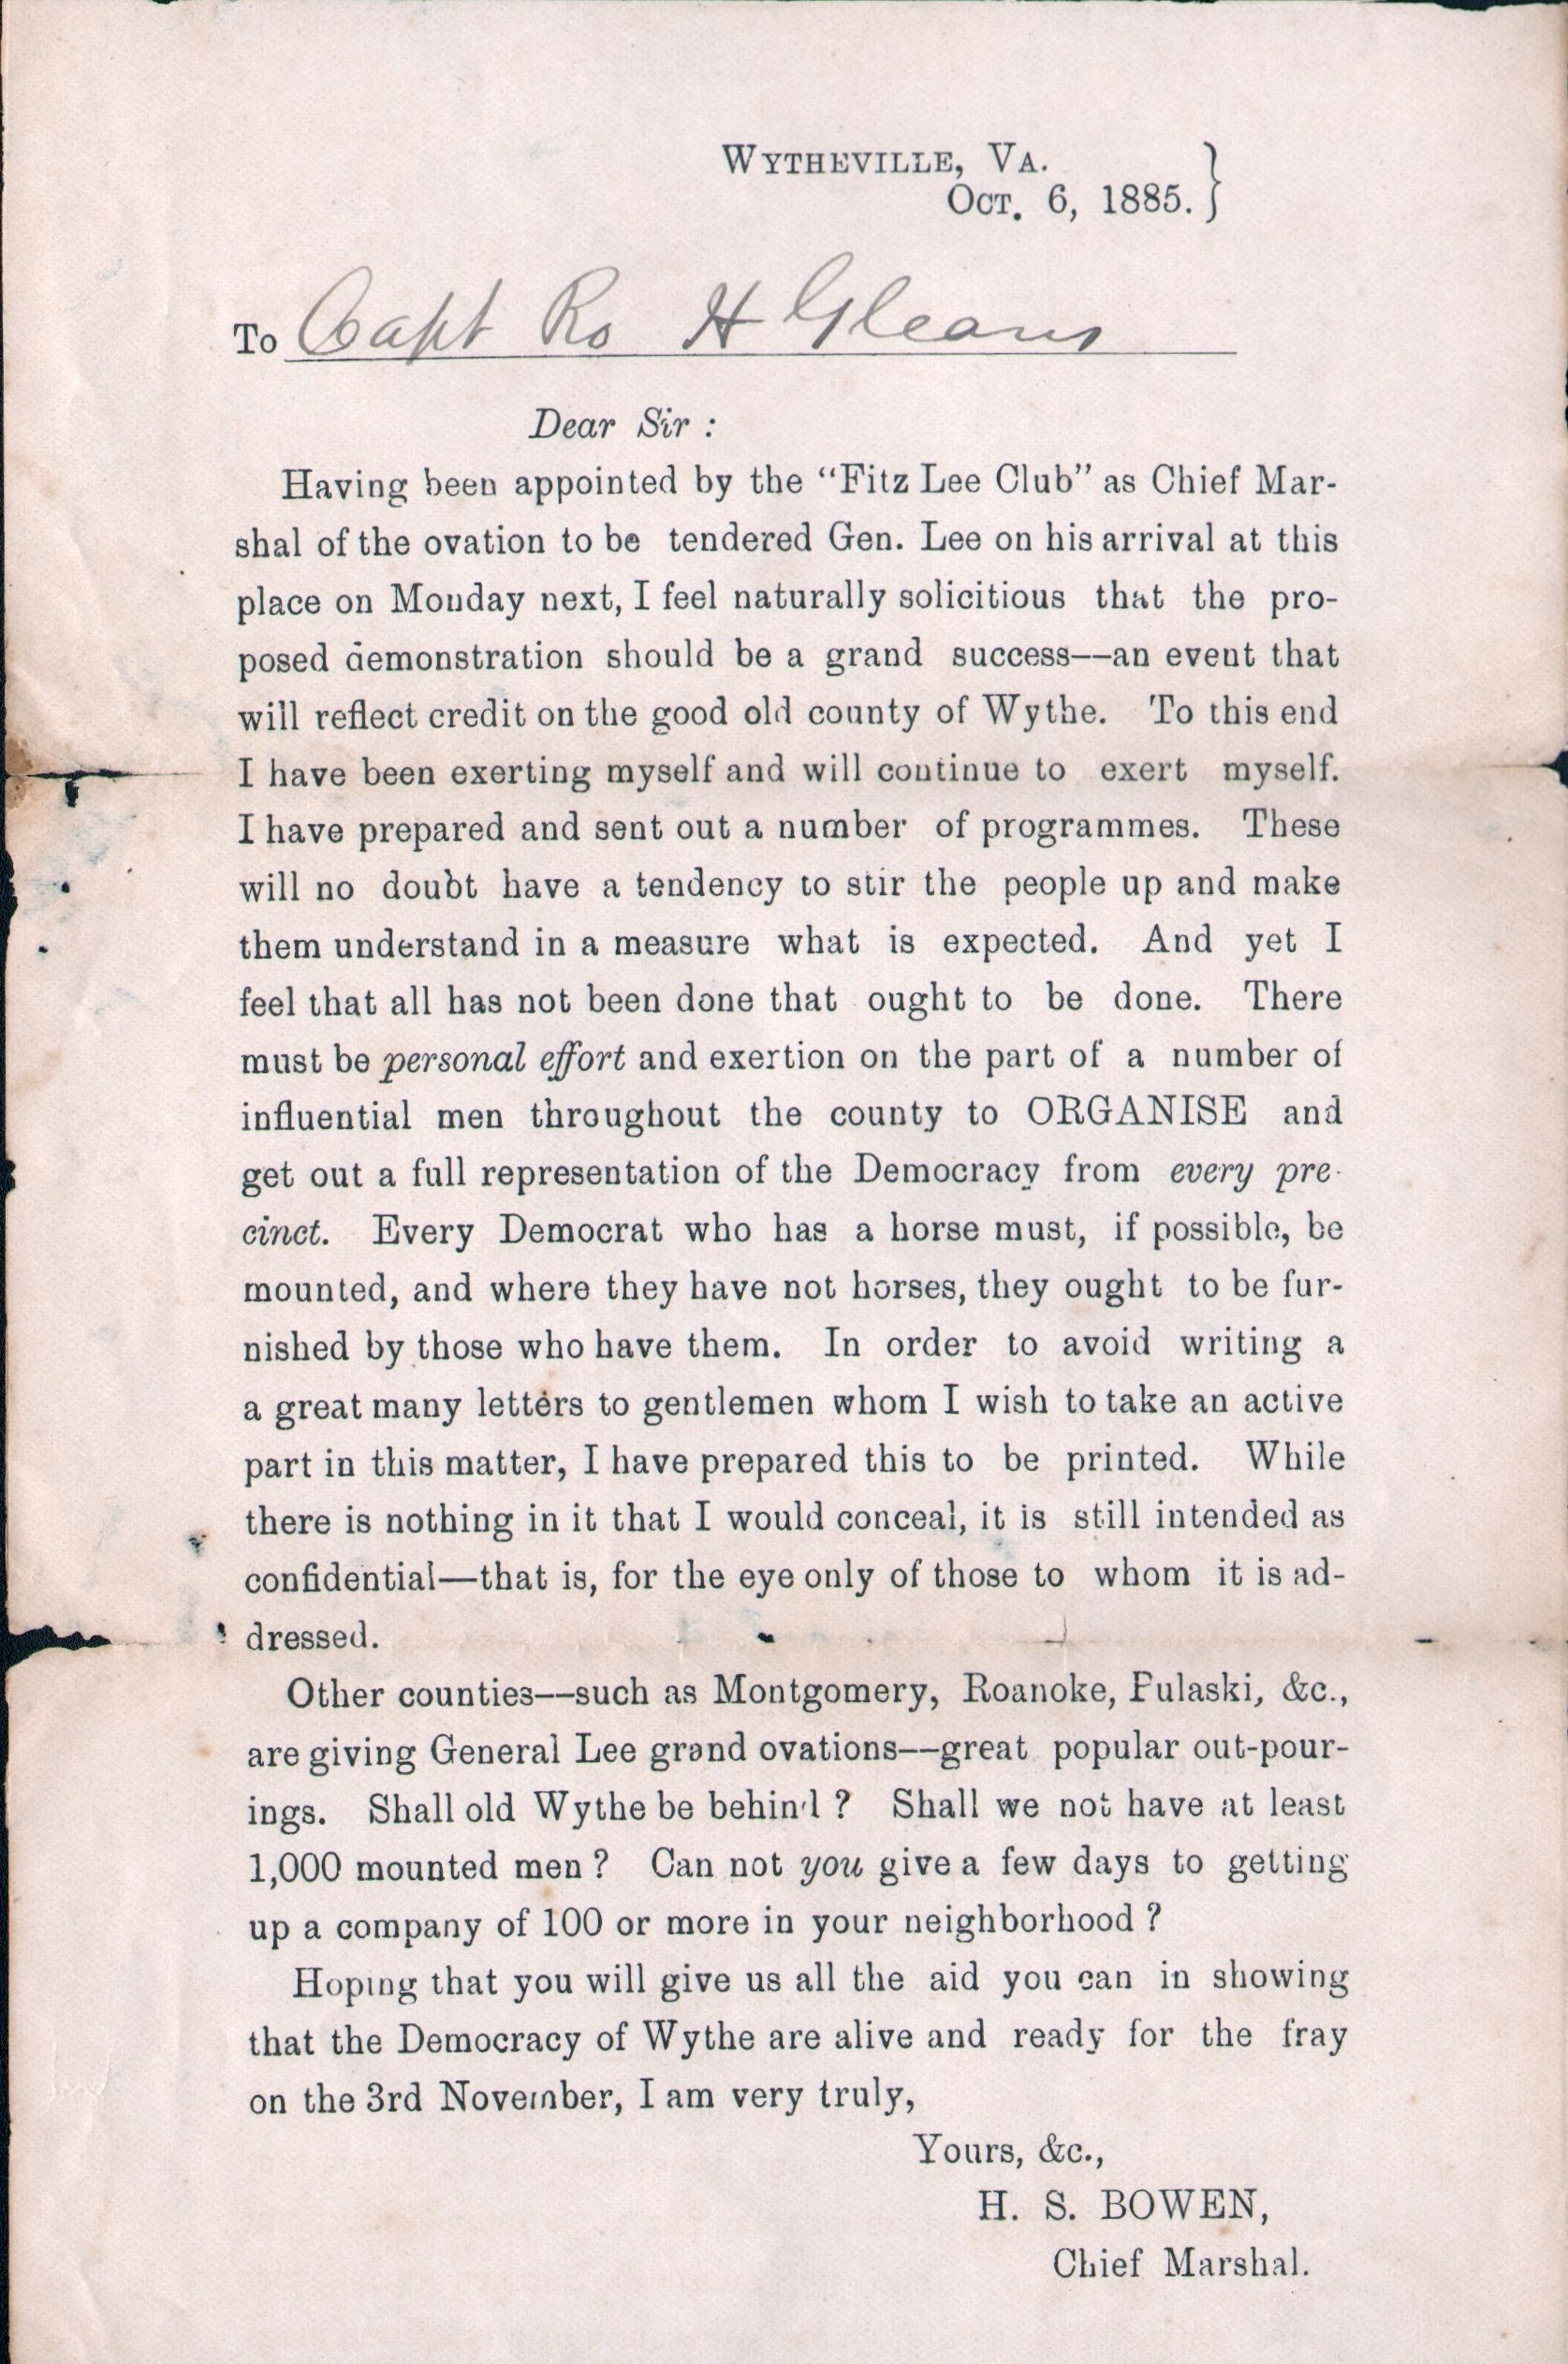 WYTHEVILLE, VA.
OCT. 6, 1885.}
To Capt Ro H Gleaves
Dear Sir :
Having been appointed by the “Fitz Lee Club” as Chief Mar-
shal of the ovation to be tendered Gen. Lee on his arrival at this
place on Monday next, I feel naturally solicitious that the pro-
posed demonstration should be a grand success—an event that
will reflect credit on the good old county of Wythe. To this end
I have been exerting myself and will continue to exert myself.
I have prepared and sent out a number of programmes. These
will no doubt have a tendency to stir the people up and make
them understand in a measure what is expected. And yet I
feel that all has not been done that ought to be done. There
must be personal effort and exertion on the part of a number of
influential men throughout the county to ORGANISE and
get out a full representation of the Democracy from every pre-
cinct. Every Democrat who has a horse must, if possible, be
mounted, and where they have not horses, they ought to be fur-
nished by those who have them. In order to avoid writing a
a great many letters to gentlemen whom I wish to take an active
part in this matter, I have prepared this to be printed. While
there is nothing in it that I would conceal, it is still intended as
confidential—that is, for the eye only of those to whom it is ad-
dressed.
Other counties—such as Montgomery, Roanoke, Pulaski, &c.,
are giving General Lee grand ovations—great popular out-pour-
ings. Shall old Wythe be behind ? Shall we not have at least
1,000 mounted men ? Can not you give a few days to getting
up a company of 100 or more in your neighborhood ?
Hoping that you will give us all the aid you can in showing
that the Democracy of Wythe are alive and ready for the fray
on the 3rd November, I am very truly,
Yours, &c.,
H. S. BOWEN,
Chief Marshal.